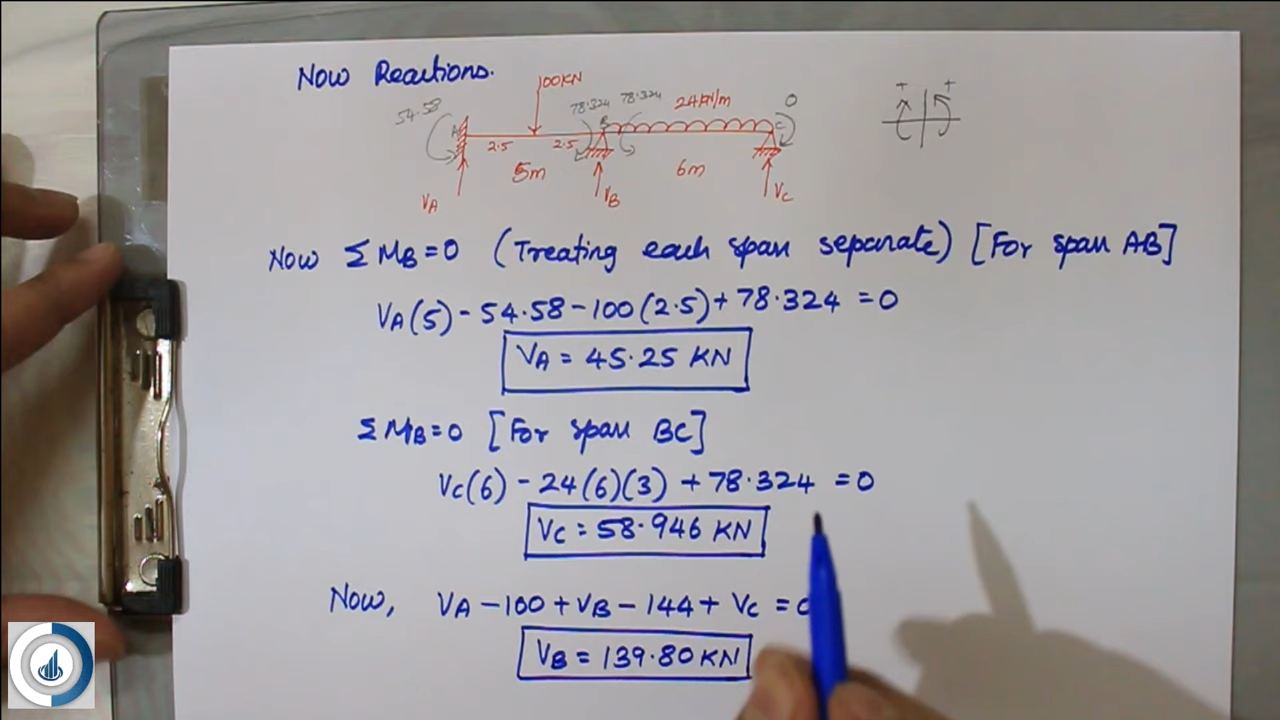 Now Reactions.
100KN
54.58 78.324 78.324 24KN/m 0 + +
A B C
2.5 2.5
5m 6m
VA VB VC
Now ΣMB=0 (Treating each span separate) [For span AB]
VA(5) - 54.58 - 100(2.5) + 78.324 = 0
VA = 45.25 KN
ΣMB=0 [For span BC]
VC(6) - 24(6)(3) + 78.324 = 0
VC = 58.946 KN
Now, VA - 100 + VB - 144 + VC = 0
VB = 139.80 KN